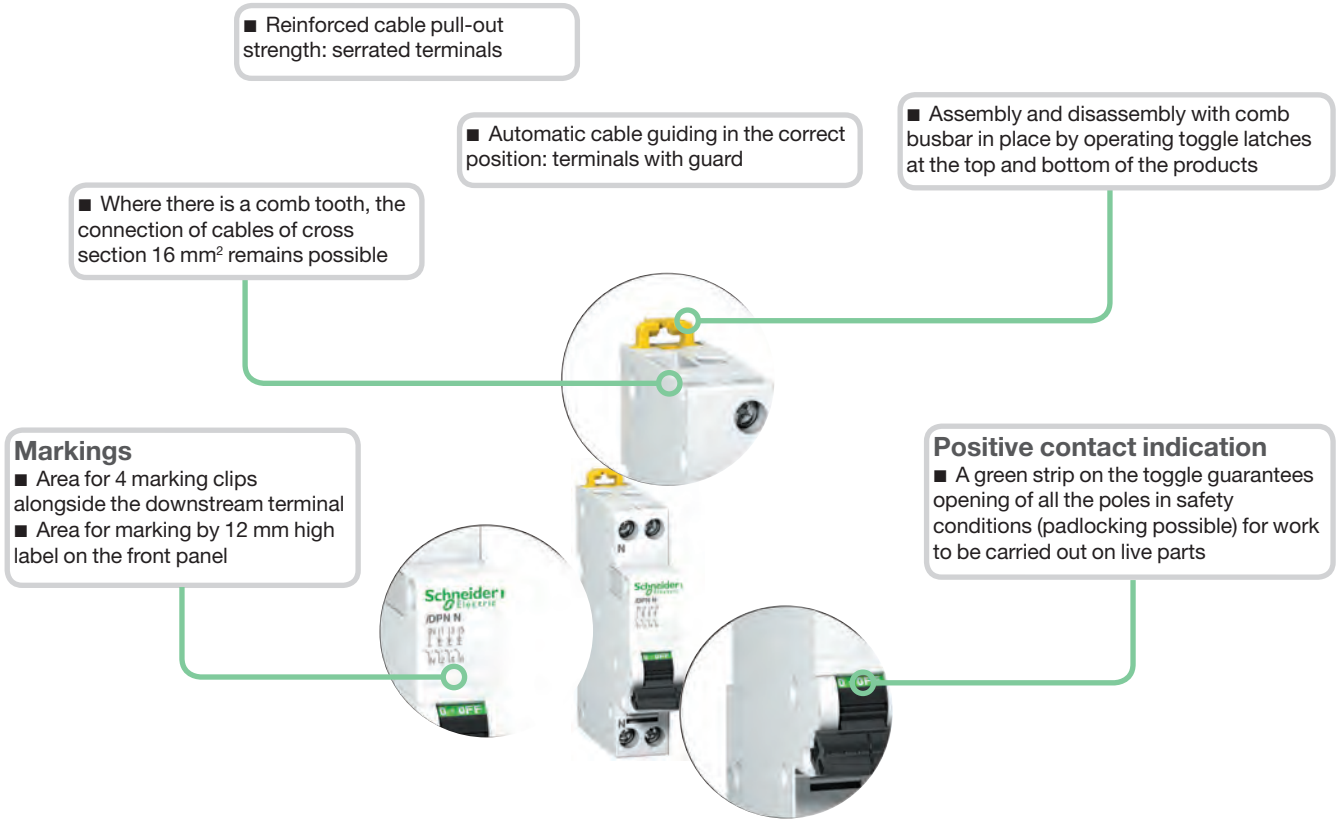 ■ Reinforced cable pull-out
strength: serrated terminals
■ Automatic cable guiding in the correct
position: terminals with guard
■ Assembly and disassembly with comb
busbar in place by operating toggle latches
at the top and bottom of the products
■ Where there is a comb tooth, the
connection of cables of cross
section 16 mm² remains possible
Markings
■ Area for 4 marking clips
alongside the downstream terminal
■ Area for marking by 12 mm high
label on the front panel
Positive contact indication
■ A green strip on the toggle guarantees
opening of all the poles in safety
conditions (padlocking possible) for work
to be carried out on live parts
N
Schneider
Electric
iDPN N
0 - OFF
N
Schneider
Electric
iDPN N
0 - OFF